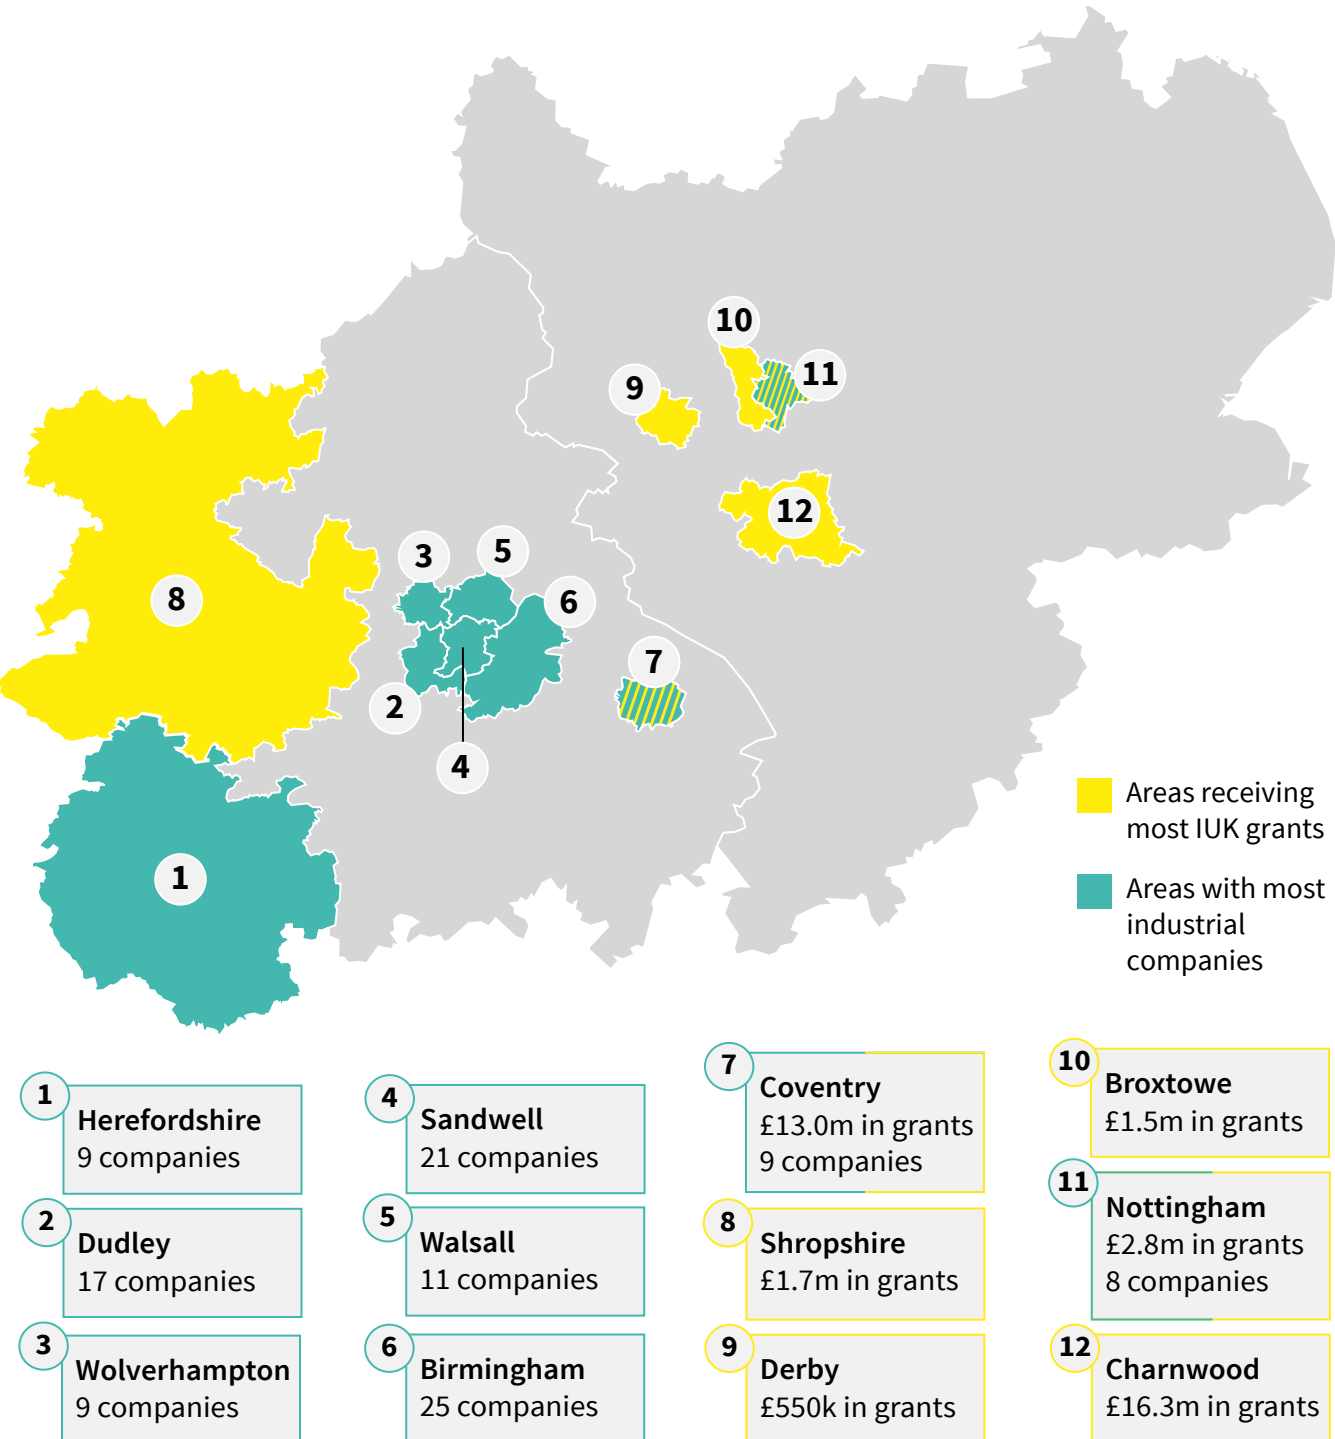 10
11
9
12
3
5
6
8
7
2
4
1
Areas receiving
most IUK grants
Areas with most
industrial
companies
1
Herefordshire
9 companies
2
Dudley
17 companies
3
Wolverhampton
9 companies
4
Sandwell
21 companies
5
Walsall
11 companies
6
Birmingham
25 companies
7
Coventry
£13.0m in grants
9 companies
8
Shropshire
£1.7m in grants
9
Derby
£550k in grants
10
Broxtowe
£1.5m in grants
11
Nottingham
£2.8m in grants
8 companies
12
Charnwood
£16.3m in grants